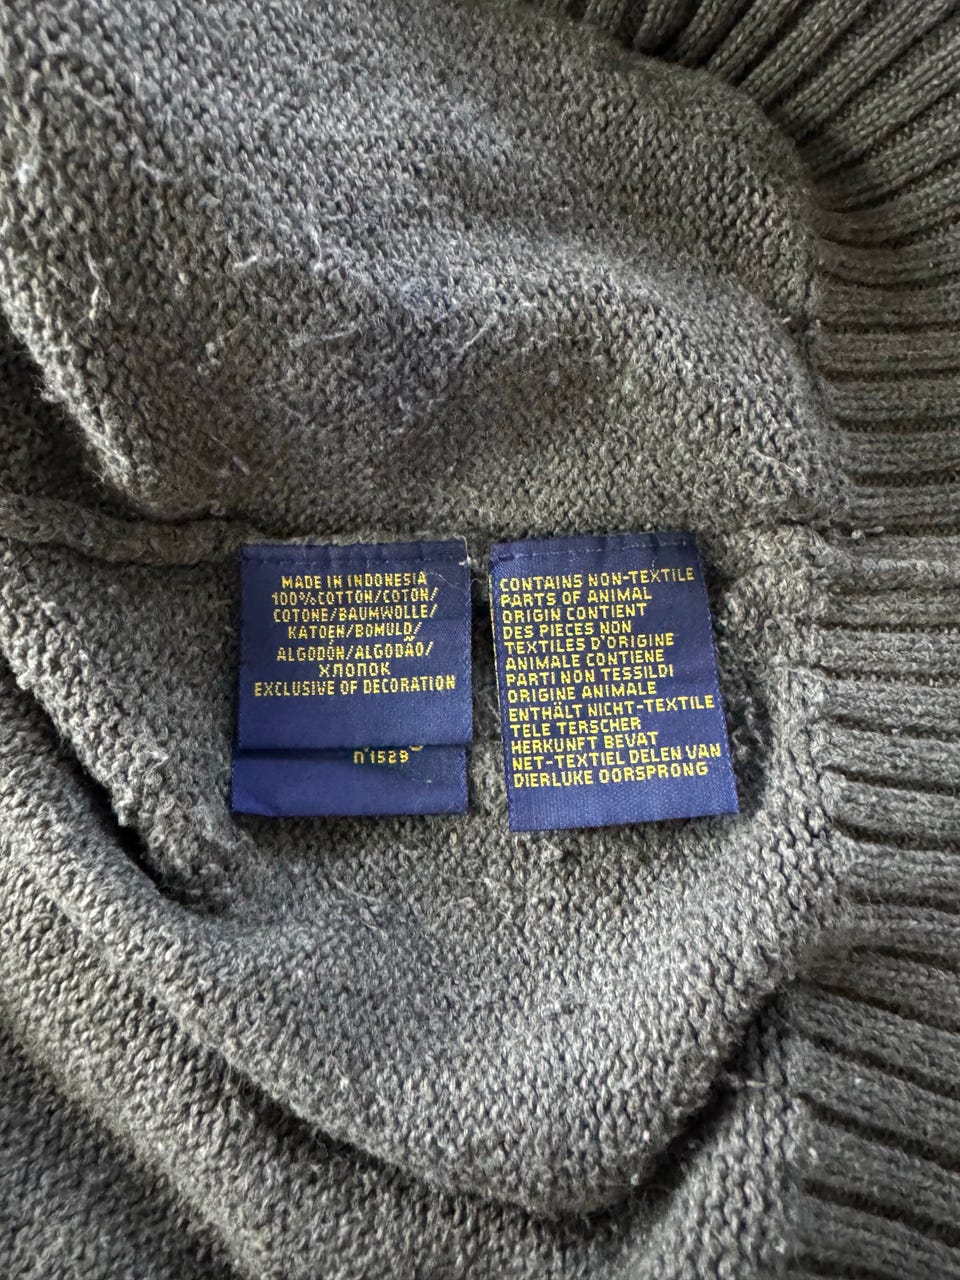 MADE IN INDONESIA
100%COTTON/COTON/
COTONE/BAUMWOLLE/
KATOEN/BOMULD/
ALGODÓN/ALGODÃO/
ХЛОПОК
EXCLUSIVE OF DECORATION
1529
CONTAINS NON-TEXTILE
PARTS OF ANIMAL
ORIGIN CONTIENT
DES PIECES NON
TEXTILES D'ORIGINE
ANIMALE CONTIENE
PARTI NON TESSILDI
ORIGINE ANIMALE
ENTHÄLT NICHT-TEXTILE
TELE TERSCHER
HERKUNFT BEVAT
NET-TEXTIEL DELEN VAN
DIERLUKE OORSPRONG